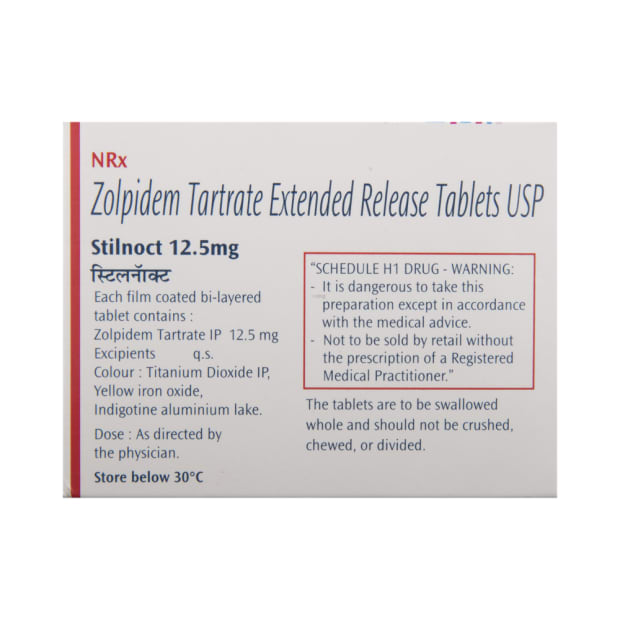 NRx
Zolpidem Tartrate Extended Release Tablets USP
Stilnoct 12.5mg
स्टिलनॉक्ट
Each film coated bi-layered
tablet contains :
Zolpidem Tartrate IP 12.5 mg
Excipients q.s.
Colour : Titanium Dioxide IP,
Yellow iron oxide,
Indigotine aluminium lake.
Dose : As directed by
the physician.
Store below 30°C
"SCHEDULE H1 DRUG - WARNING:
- It is dangerous to take this
preparation except in accordance
with the medical advice.
- Not to be sold by retail without
the prescription of a Registered
Medical Practitioner."
The tablets are to be swallowed
whole and should not be crushed,
chewed, or divided.